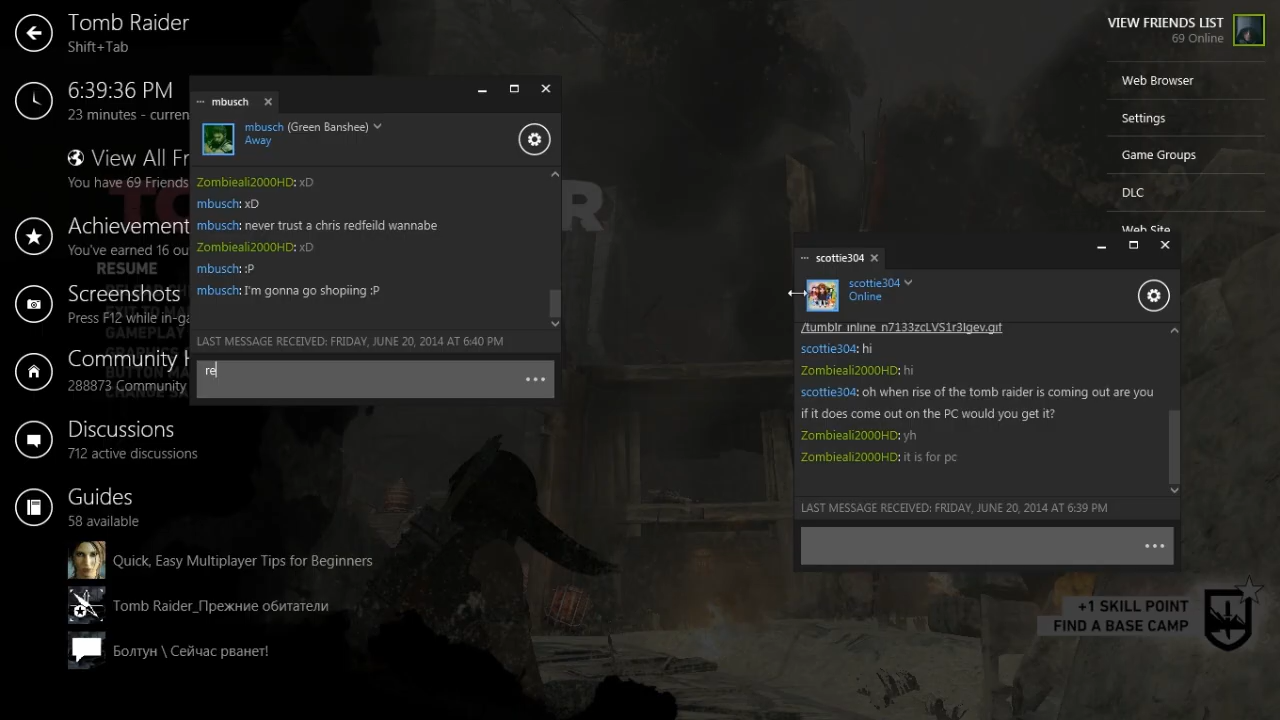 Tomb Raider
Shift+Tab
6:39:36 PM
23 minutes - curren
View All Fr
You have 69 Friends
Achievement
You've earned 16 ou
RESUME
Screenshots
Press F12 while in-ga
GAMEPLAY
Community H
288873 Community
BUTTON MA
Discussions
712 active discussions
Guides
58 available
Quick, Easy Multiplayer Tips for Beginners
Tomb Raider_Прежние обитатели
Болтун \ Сейчас рванет!
mbusch
mbusch (Green Banshee)
Away
Zombieali2000HD: xD
mbusch: xD
mbusch: never trust a chris redfeild wannabe
Zombieali2000HD: xD
mbusch: :P
mbusch: I'm gonna go shopiing :P
LAST MESSAGE RECEIVED: FRIDAY, JUNE 20, 2014 AT 6:40 PM
re
VIEW FRIENDS LIST
69 Online
Web Browser
Settings
Game Groups
DLC
Web Site
scottie304
scottie304
Online
/tumblr_inline_n7133zcLVS1r3lgev.gif
scottie304: hi
Zombieali2000HD: hi
scottie304: oh when rise of the tomb raider is coming out are you
if it does come out on the PC would you get it?
Zombieali2000HD: yh
Zombieali2000HD: it is for pc
LAST MESSAGE RECEIVED: FRIDAY, JUNE 20, 2014 AT 6:39 PM
+1 SKILL POINT
FIND A BASE CAMP